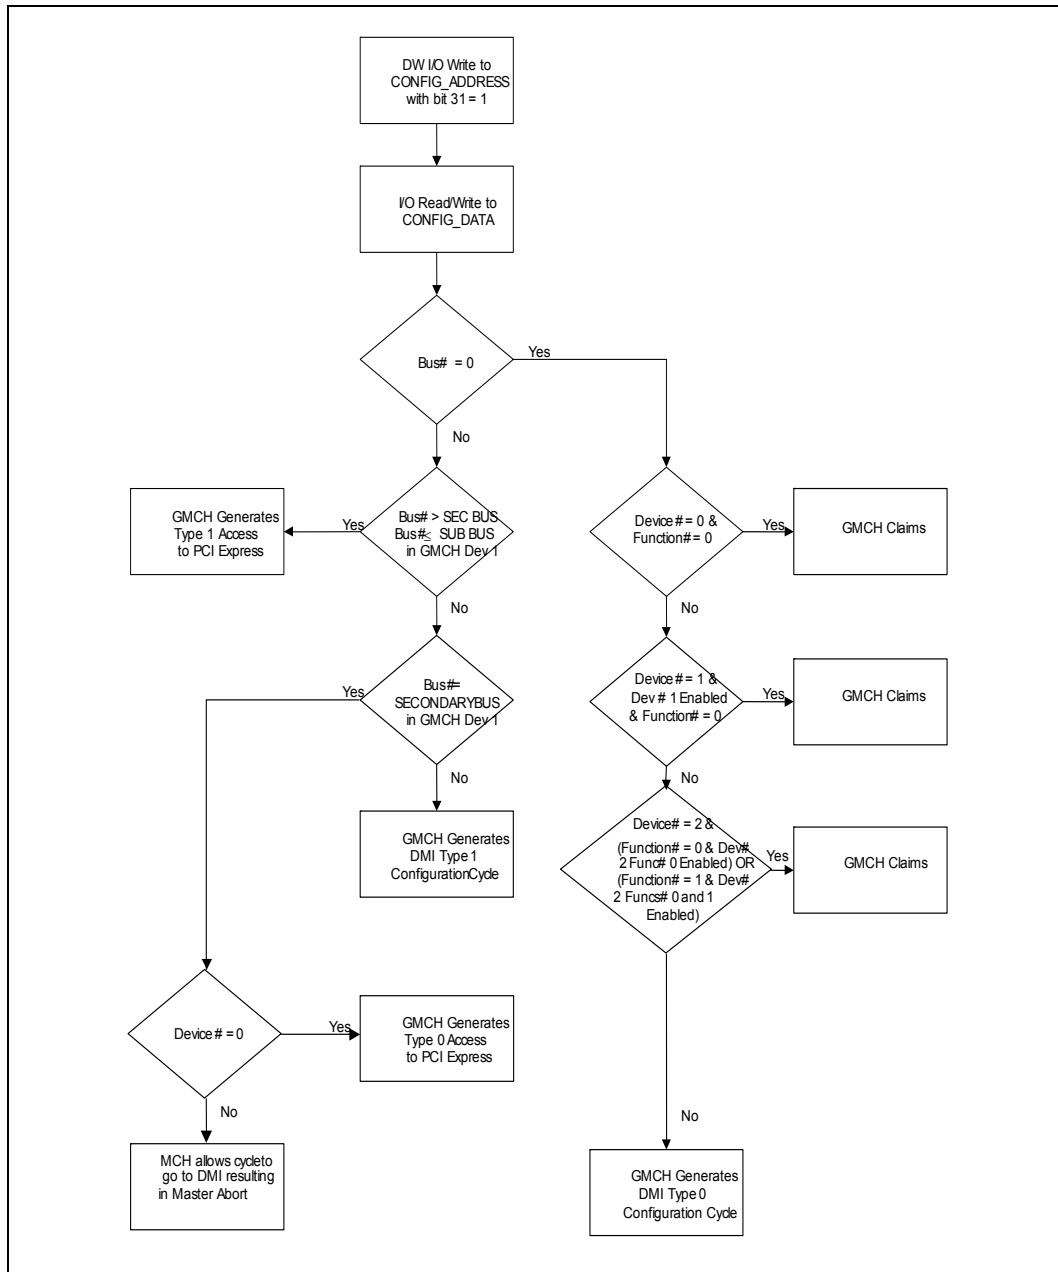 DW I/O Write to
CONFIG_ADDRESS
with bit 31 = 1
I/O Read/Write to
CONFIG_DATA
Bus# = 0
Yes
No
Bus# > SEC BUS
Bus#≤ SUB BUS
in GMCH Dev 1
Yes
GMCH Generates
Type 1 Access
to PCI Express
No
Device# = 0 &
Function# = 0
Yes
GMCH Claims
No
Bus#=
SECONDARYBUS
in GMCH Dev 1
Yes
No
Device# = 1 &
Dev # 1 Enabled
& Function# = 0
Yes
GMCH Claims
No
GMCH Generates
DMI Type 1
ConfigurationCycle
Device# = 2 &
(Function# = 0 & Dev#
2 Func# 0 Enabled) OR
(Function# = 1 & Dev#
2 Funcs# 0 and 1
Enabled)
Yes
GMCH Claims
Device# = 0
Yes
GMCH Generates
Type 0 Access
to PCI Express
No
No
MCH allows cycleto
go to DMI resulting
in Master Abort
GMCH Generates
DMI Type 0
Configuration Cycle